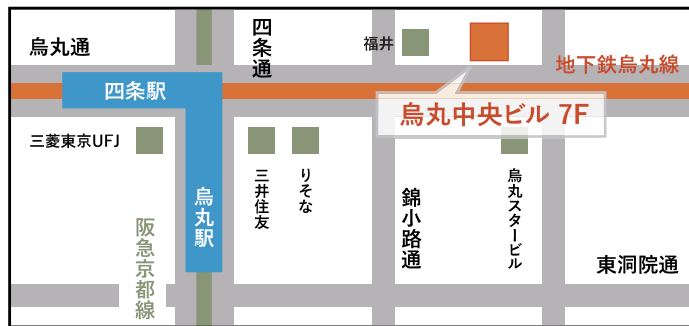 烏丸通
四条通
福井
地下鉄烏丸線
四条駅
烏丸中央ビル 7F
三菱東京UFJ
三井住友
りそな
烏丸スタービル
烏丸駅
錦小路通
阪急京都線
東洞院通